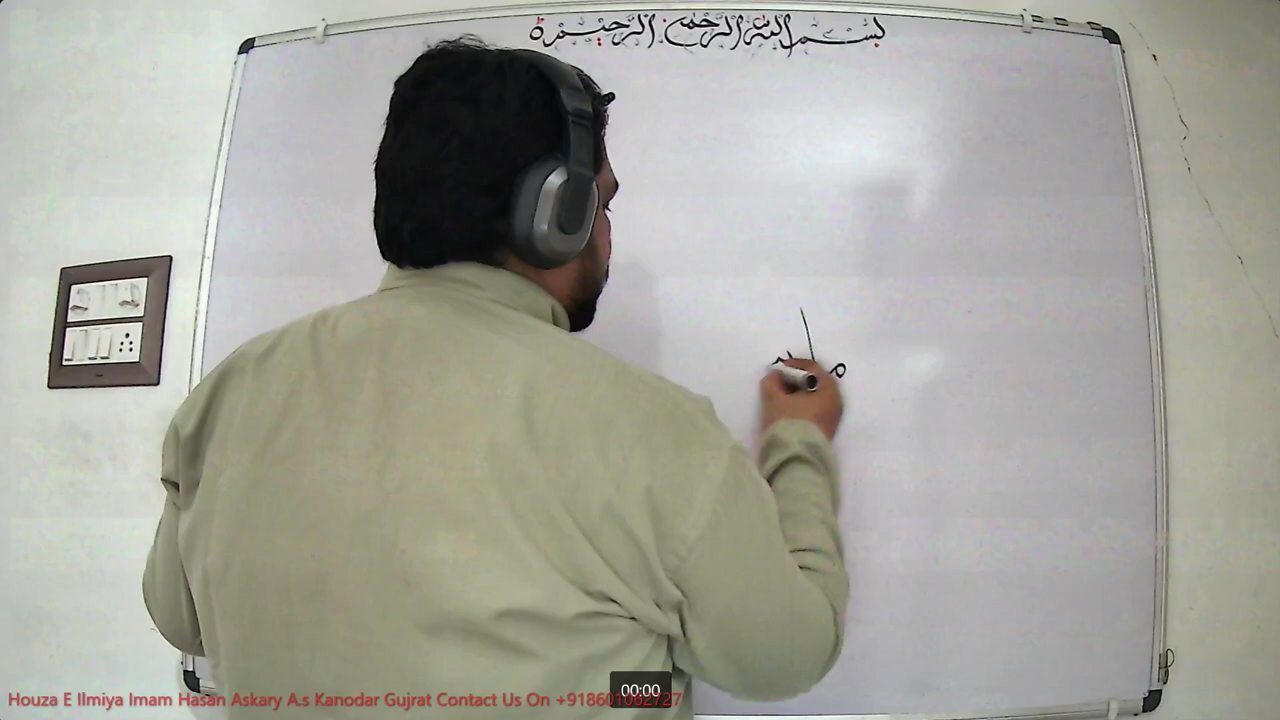 بسم الله الرحمن الرحیم
Houza E Ilmiya Imam Hasan Askary A.s Kanodar Gujrat Contact Us On +918601062727
00:00